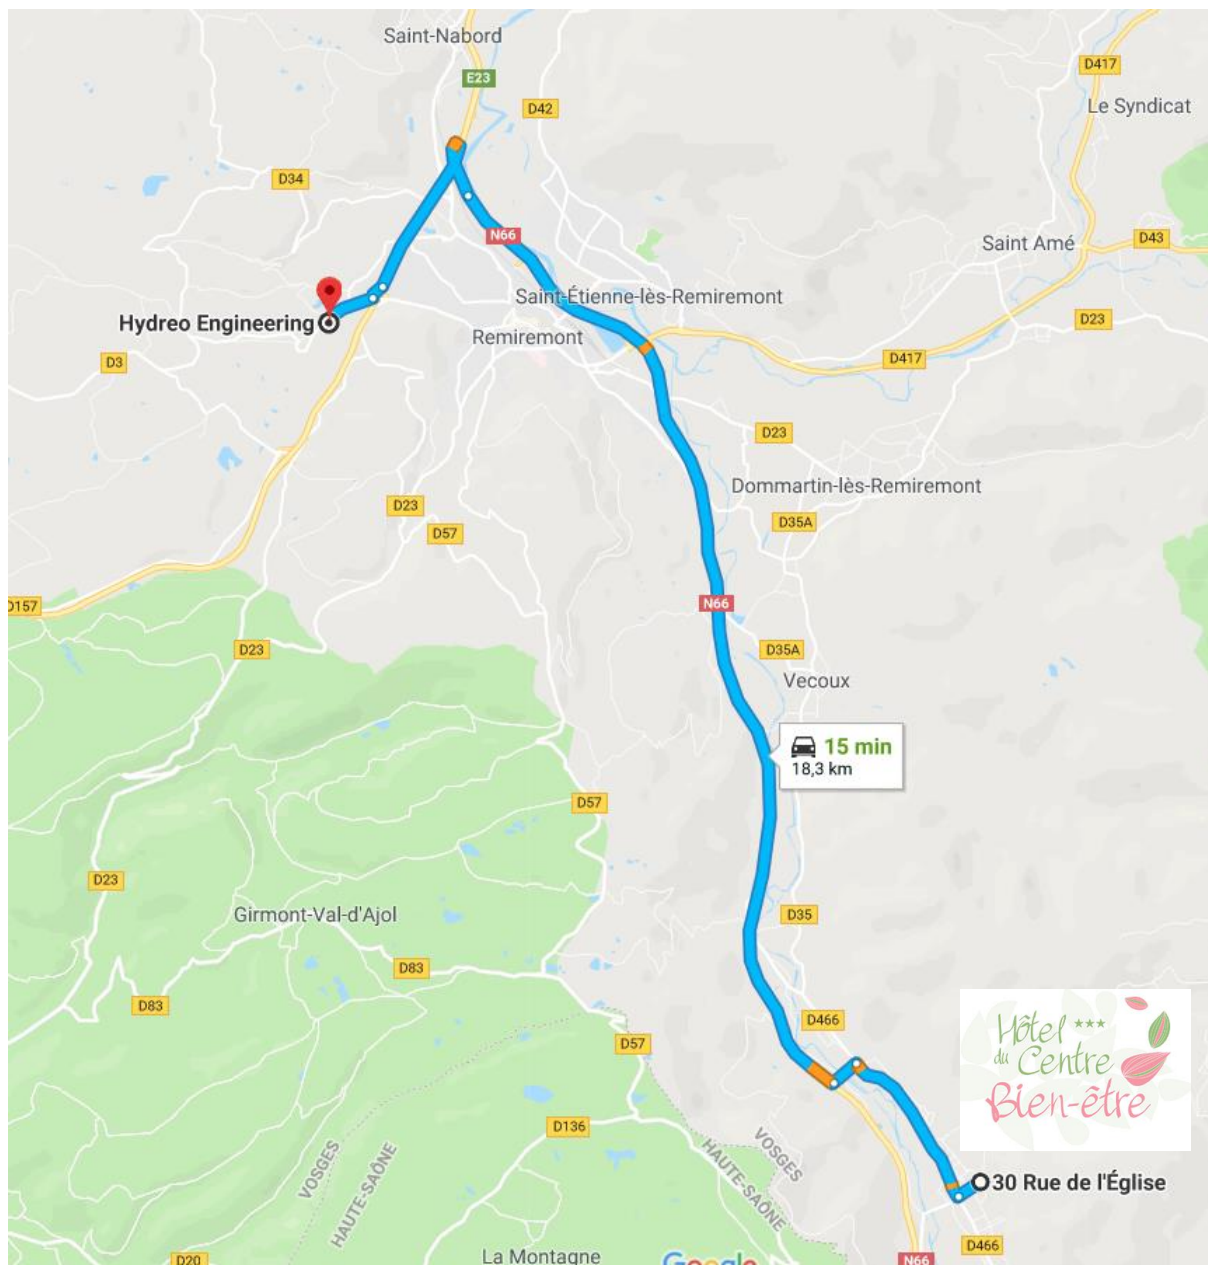 Saint-Nabord
E23
D417
D42
Le Syndicat
D34
N66
Saint Amé
D43
Saint-Étienne-lès-Remiremont
Hydreo Engineering
Remiremont
D23
D3
D417
D23
Dommartin-lès-Remiremont
D23
D35A
D57
D157
N66
D23
D35A
Vecoux
15 min
18,3 km
D57
D23
Girmont-Val-d'Ajol
D35
D83
D83
D466
Hôtel ***
du Centre
Bien-être
D57
D136
VOSGES
HAUTE-SAÔNE
HAUTE-SAÔNE
VOSGES
30 Rue de l'Église
D466
La Montagne
D20
Google
N66